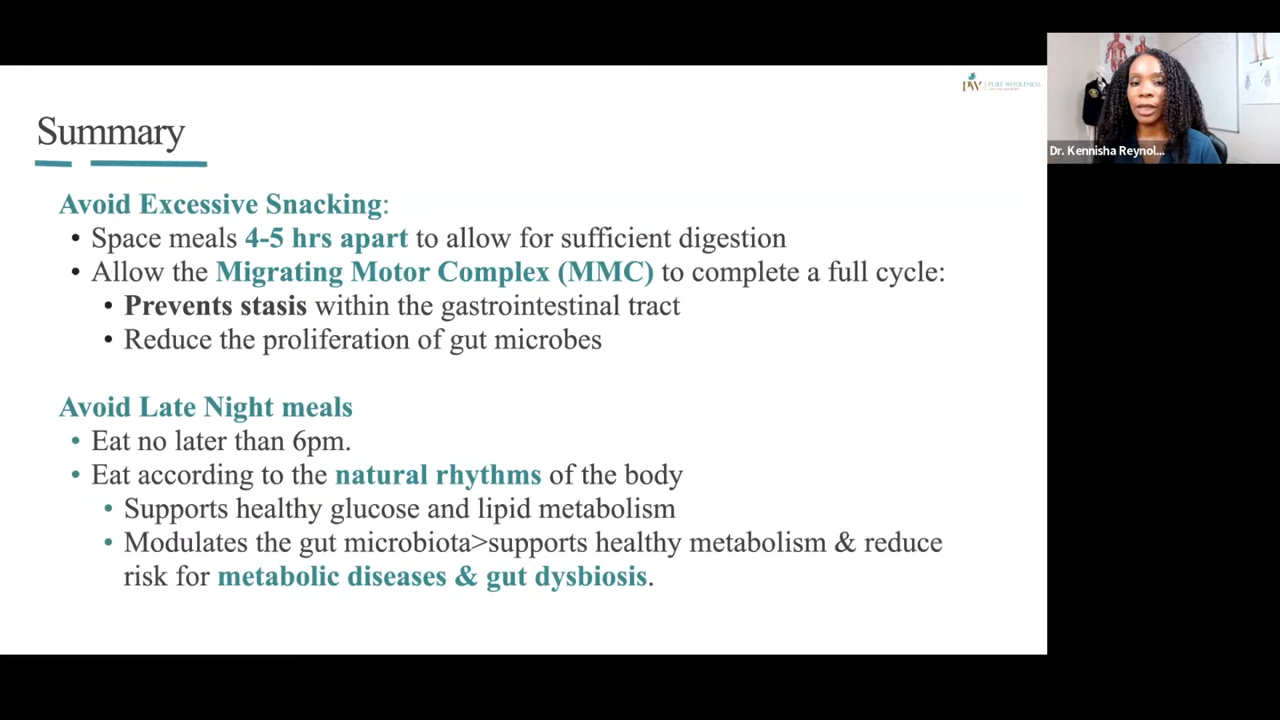 PW | PURE WHOLENESS
Summary
Avoid Excessive Snacking:
• Space meals 4-5 hrs apart to allow for sufficient digestion
• Allow the Migrating Motor Complex (MMC) to complete a full cycle:
• Prevents stasis within the gastrointestinal tract
• Reduce the proliferation of gut microbes
Avoid Late Night meals
• Eat no later than 6pm.
• Eat according to the natural rhythms of the body
• Supports healthy glucose and lipid metabolism
• Modulates the gut microbiota>supports healthy metabolism & reduce
risk for metabolic diseases & gut dysbiosis.
Dr. Kennisha Reynol...